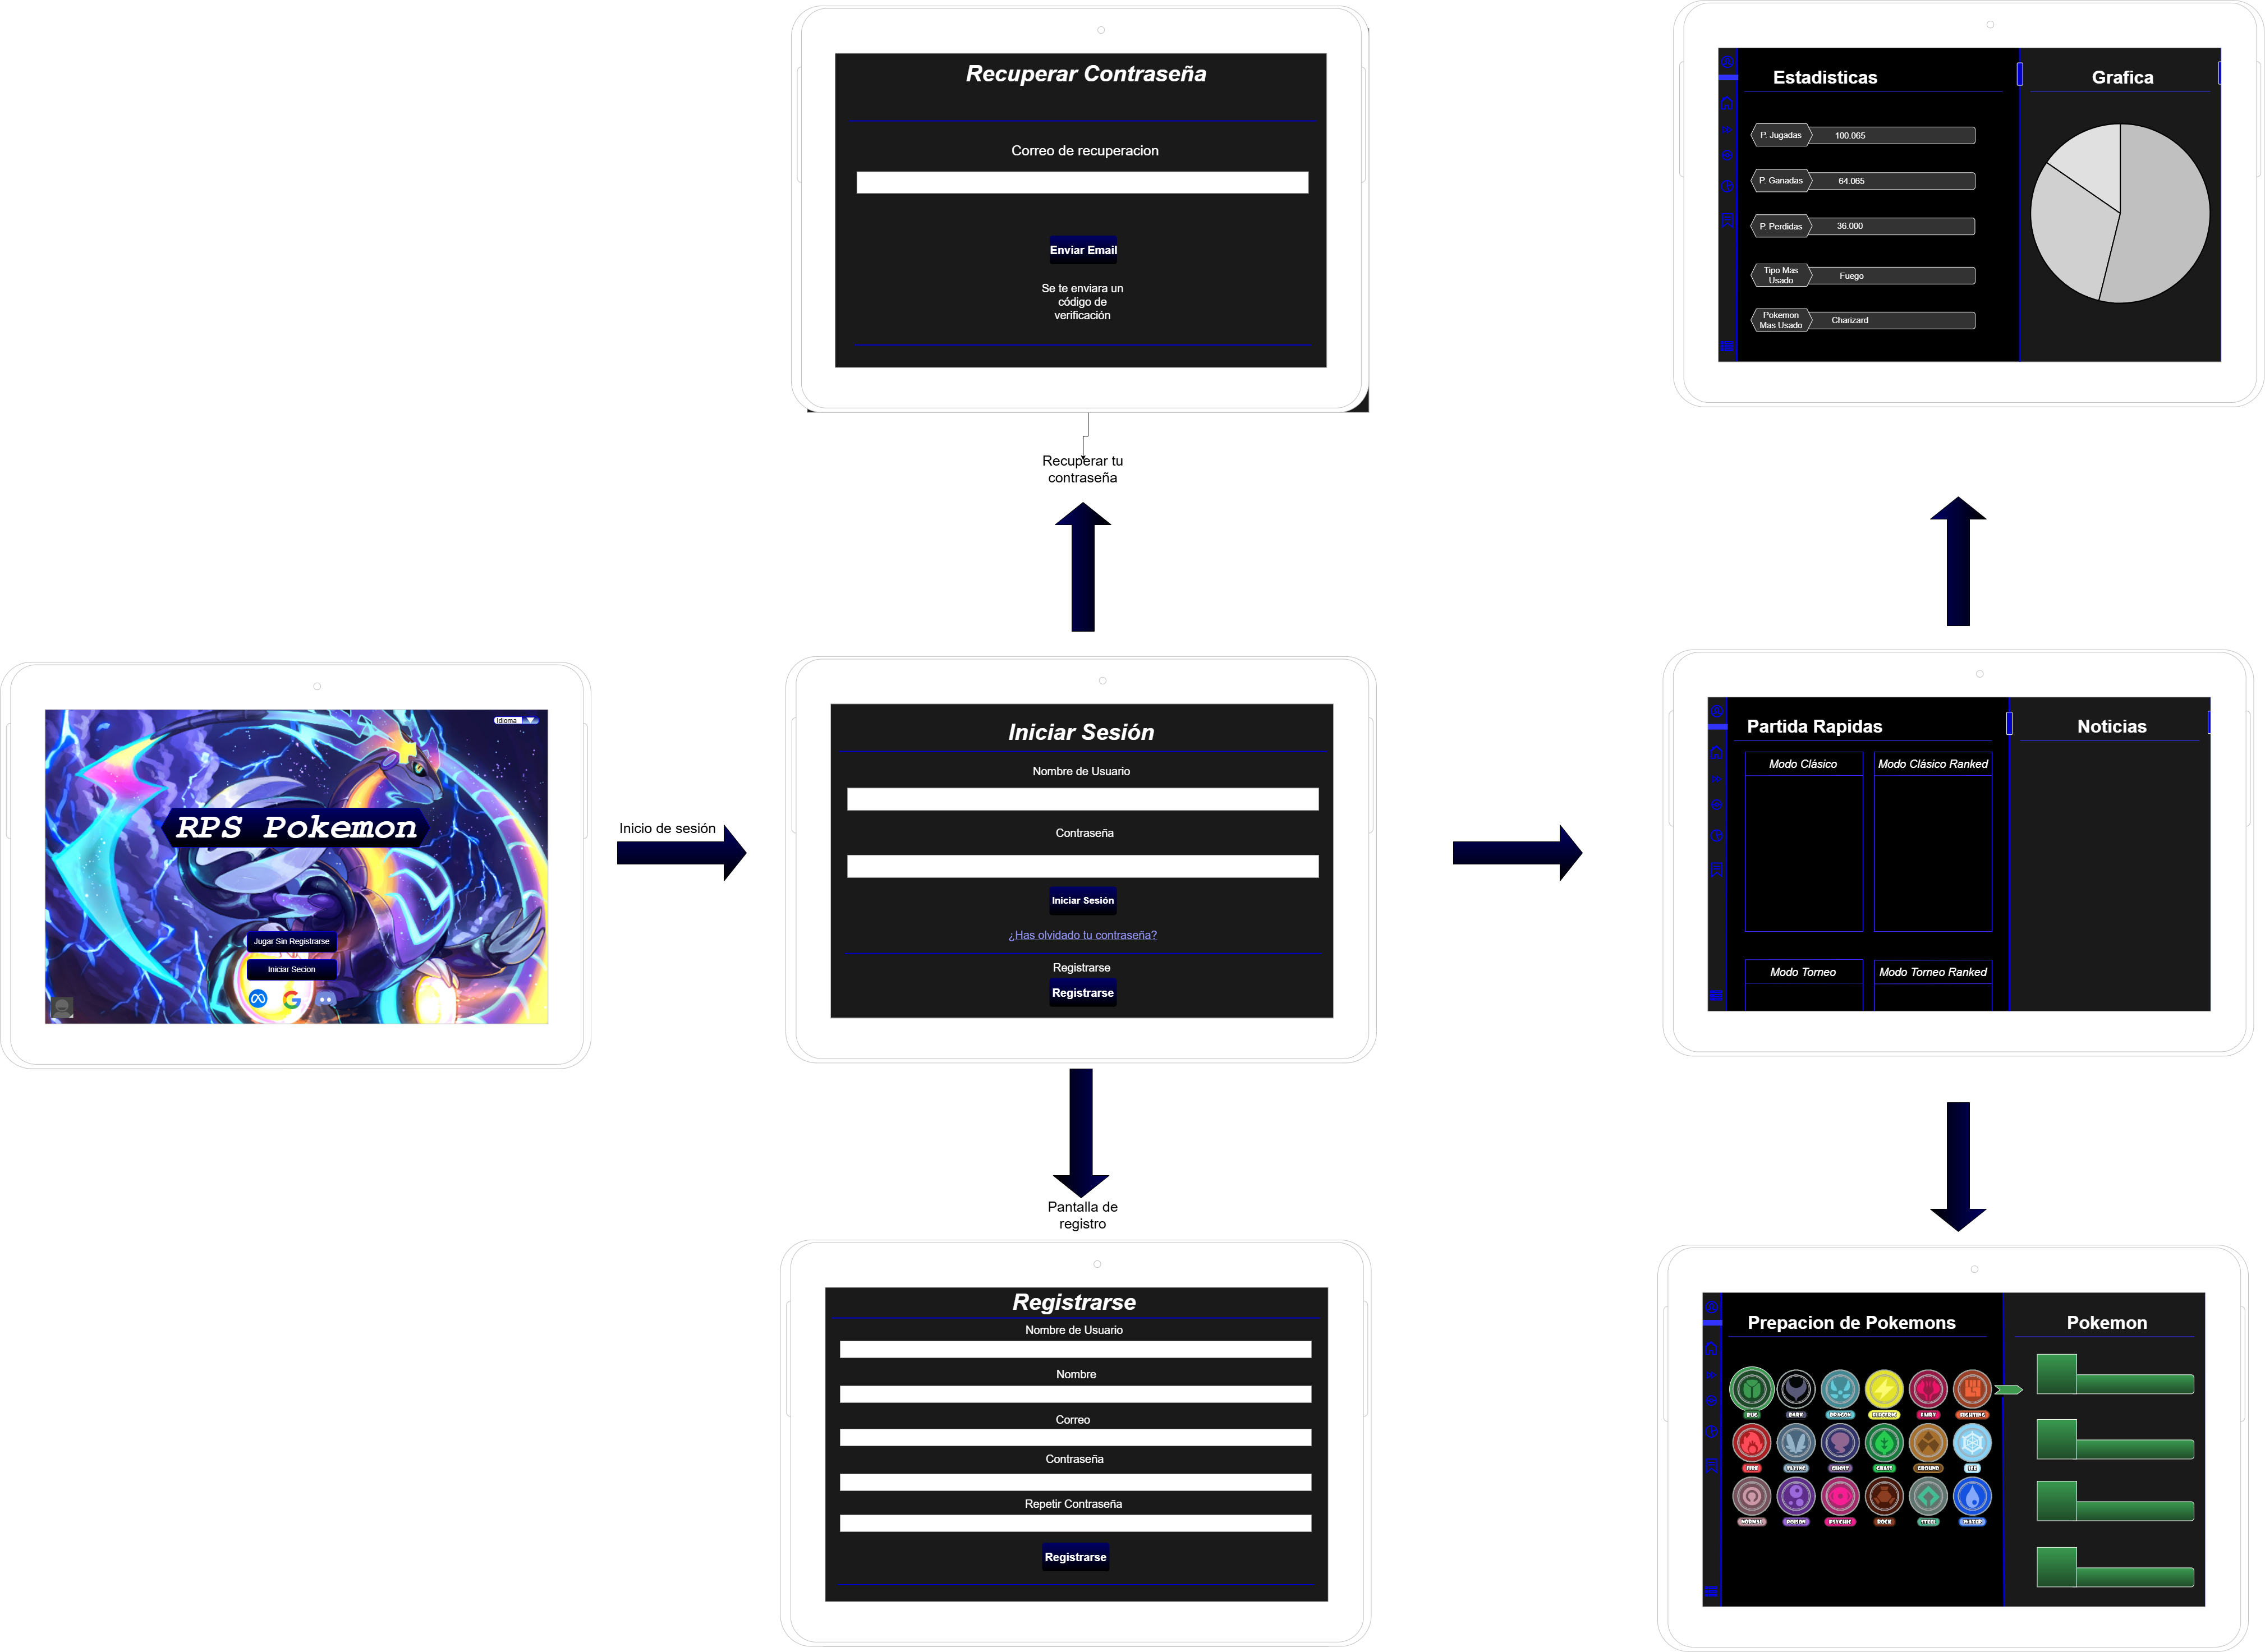 Recuperar Contraseña
Correo de recuperacion
Enviar Email
Se te enviara un
código de
verificación
Recuperar tu
contraseña
Estadisticas
P. Jugadas
100.065
P. Ganadas
64.065
P. Perdidas
36.000
Tipo Mas
Usado
Fuego
Pokemon
Mas Usado
Charizard
Grafica
Idioma
RPS Pokemon
Jugar Sin Registrarse
Iniciar Secion
Inicio de sesión
Iniciar Sesión
Nombre de Usuario
Contraseña
Iniciar Sesión
¿Has olvidado tu contraseña?
Registrarse
Registrarse
Partida Rapidas
Modo Clásico
Modo Clásico Ranked
Modo Torneo
Modo Torneo Ranked
Noticias
Pantalla de
registro
Registrarse
Nombre de Usuario
Nombre
Correo
Contraseña
Repetir Contraseña
Registrarse
Prepacion de Pokemons
BUG DARK DRAGON ELECTRIC FAIRY FIGHTING
FIRE FLYING GHOST GRASS GROUND ICE
NORMAL POISON PSYCHIC ROCK STEEL WATER
Pokemon